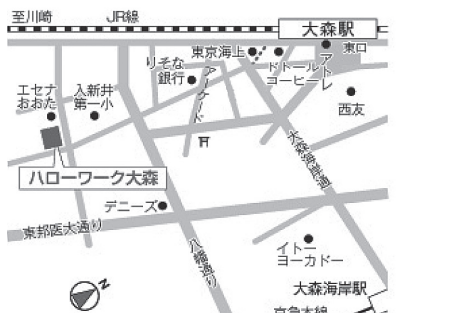 至川崎
JR線
大森駅
東口
アトレ
東京海上
ドトール
コーヒー
りそな
銀行
アーケード
西友
エセナ
おおた
入新井
第一小
大森海岸通
ハローワーク大森
デニーズ
東邦医大通り
八幡通り
イトー
ヨーカドー
大森海岸駅
京急本線
N